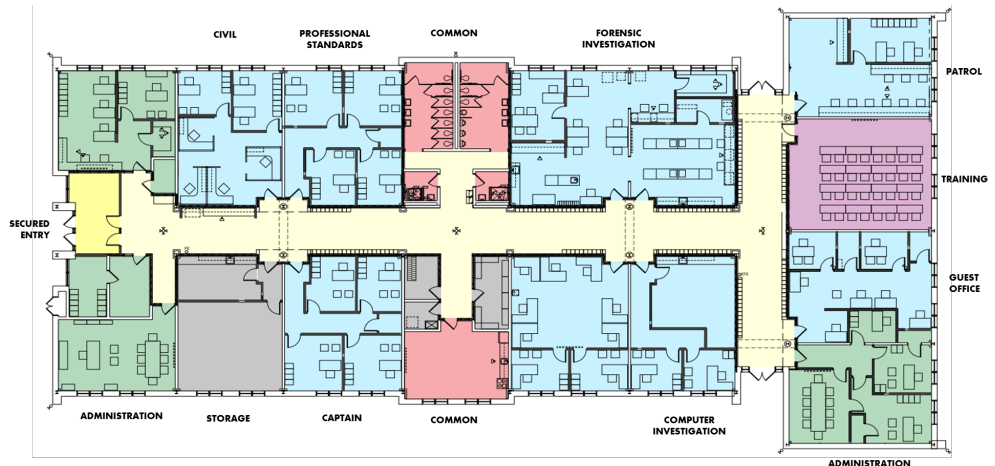 CIVIL
PROFESSIONAL
STANDARDS
COMMON
FORENSIC
INVESTIGATION
PATROL
TRAINING
SECURED
ENTRY
GUEST
OFFICE
ADMINISTRATION
STORAGE
CAPTAIN
COMMON
COMPUTER
INVESTIGATION
ADMINISTRATION